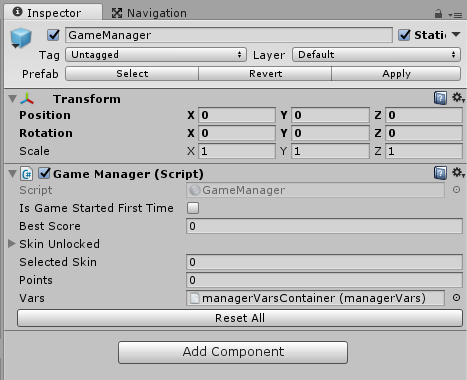 Inspector Navigation
GameManager Static
Tag Untagged Layer Default
Prefab Select Revert Apply
Transform
Position X 0 Y 0 Z 0
Rotation X 0 Y 0 Z 0
Scale X 1 Y 1 Z 1
Game Manager (Script)
Script GameManager
Is Game Started First Time
Best Score 0
Skin Unlocked
Selected Skin 0
Points 0
Vars managerVarsContainer (managerVars)
Reset All
Add Component